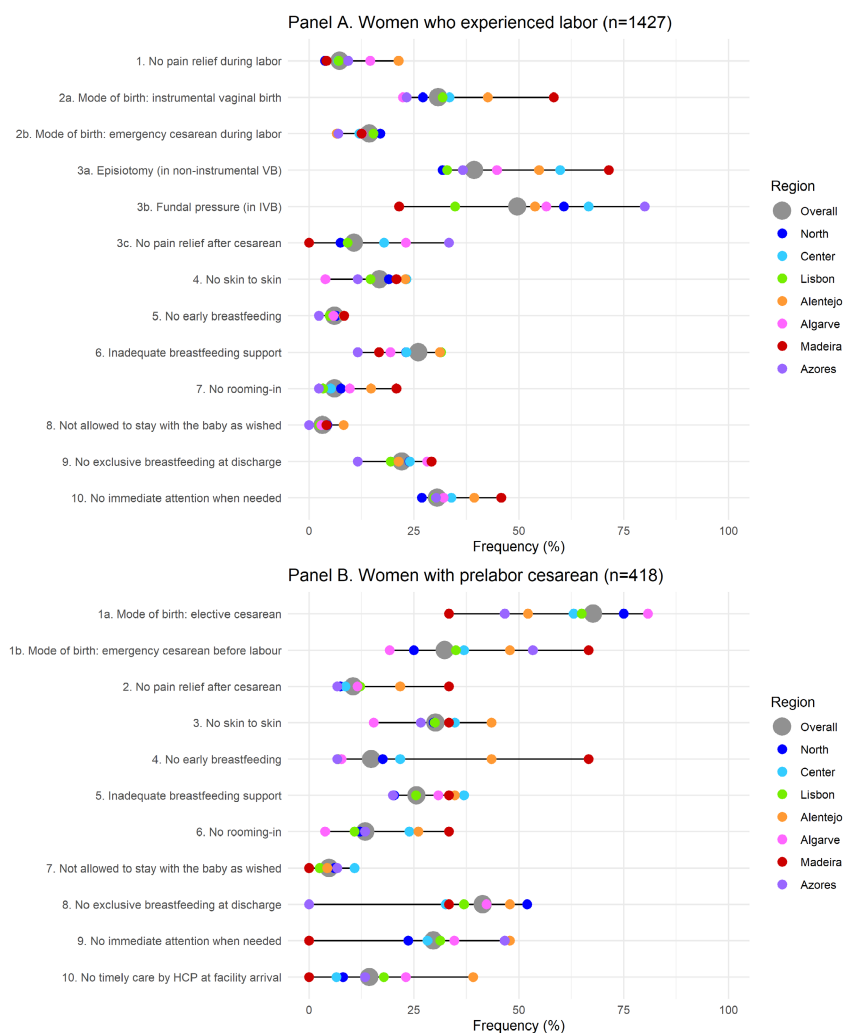 Panel A. Women who experienced labor (n=1427)
1. No pain relief during labor
2a. Mode of birth: instrumental vaginal birth
2b. Mode of birth: emergency cesarean during labor
3a. Episiotomy (in non-instrumental VB)
3b. Fundal pressure (in IVB)
3c. No pain relief after cesarean
4. No skin to skin
5. No early breastfeeding
6. Inadequate breastfeeding support
7. No rooming-in
8. Not allowed to stay with the baby as wished
9. No exclusive breastfeeding at discharge
10. No immediate attention when needed
0 25 50 75 100
Frequency (%)
Region
Overall
North
Center
Lisbon
Alentejo
Algarve
Madeira
Azores
Panel B. Women with prelabor cesarean (n=418)
1a. Mode of birth: elective cesarean
1b. Mode of birth: emergency cesarean before labour
2. No pain relief after cesarean
3. No skin to skin
4. No early breastfeeding
5. Inadequate breastfeeding support
6. No rooming-in
7. Not allowed to stay with the baby as wished
8. No exclusive breastfeeding at discharge
9. No immediate attention when needed
10. No timely care by HCP at facility arrival
0 25 50 75 100
Frequency (%)
Region
Overall
North
Center
Lisbon
Alentejo
Algarve
Madeira
Azores